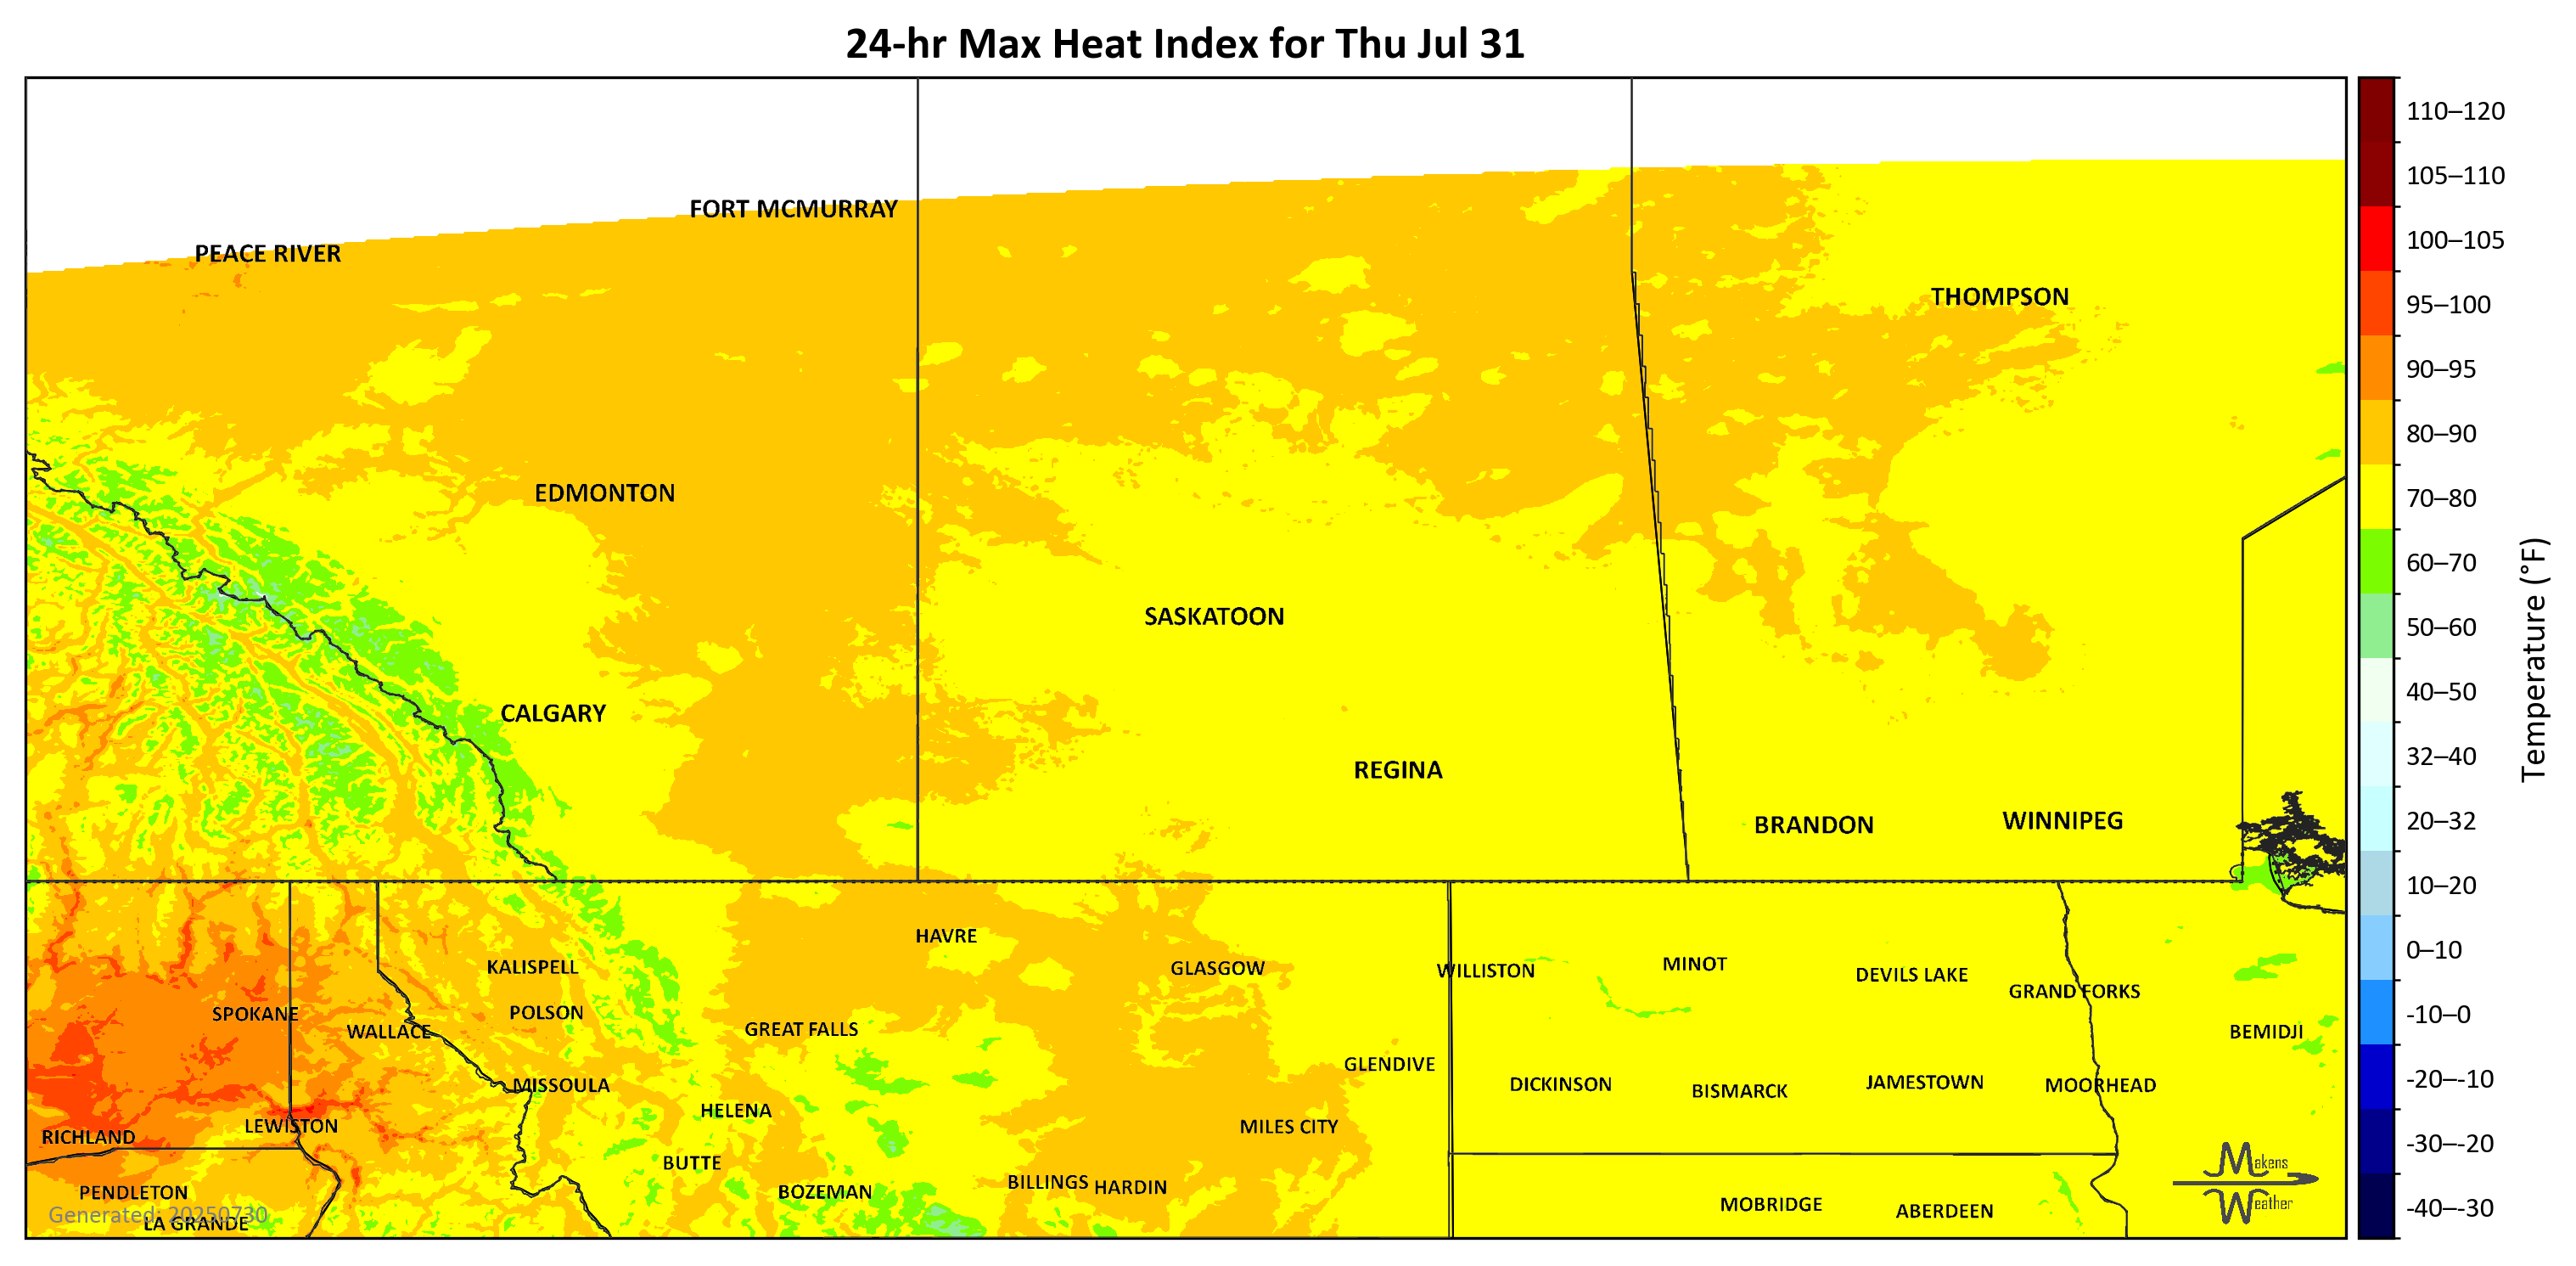 24-hr Max Heat Index for Thu Jul 31
FORT MCMURRAY
PEACE RIVER
THOMPSON
EDMONTON
SASKATOON
CALGARY
REGINA
BRANDON
WINNIPEG
HAVRE
KALISPELL
GLASGOW
WILLISTON
MINOT
DEVILS LAKE
GRAND FORKS
SPOKANE
POLSON
WALLACE
GREAT FALLS
BEMIDJI
GLENDIVE
MISSOULA
DICKINSON
BISMARCK
JAMESTOWN
MOORHEAD
HELENA
LEWISTON
MILES CITY
RICHLAND
BUTTE
PENDLETON
BOZEMAN
BILLINGS
HARDIN
MOBRIDGE
ABERDEEN
LA GRANDE
Generated: 20250730
Makens
Weather
110–120
105–110
100–105
95–100
90–95
80–90
70–80
60–70
50–60
40–50
32–40
20–32
10–20
0–10
-10–0
-20–-10
-30–-20
-40–-30
Temperature (°F)